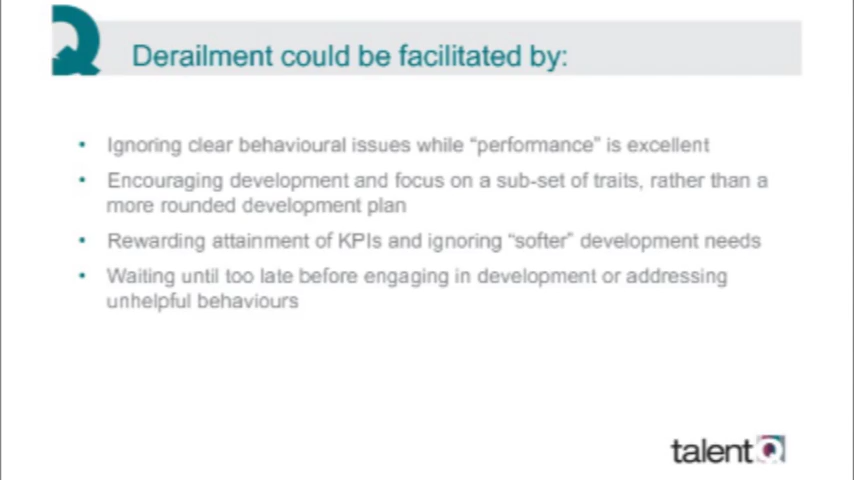 Derailment could be facilitated by:
• Ignoring clear behavioural issues while “performance” is excellent
• Encouraging development and focus on a sub-set of traits, rather than a
more rounded development plan
• Rewarding attainment of KPIs and ignoring “softer” development needs
• Waiting until too late before engaging in development or addressing
unhelpful behaviours
talent Q